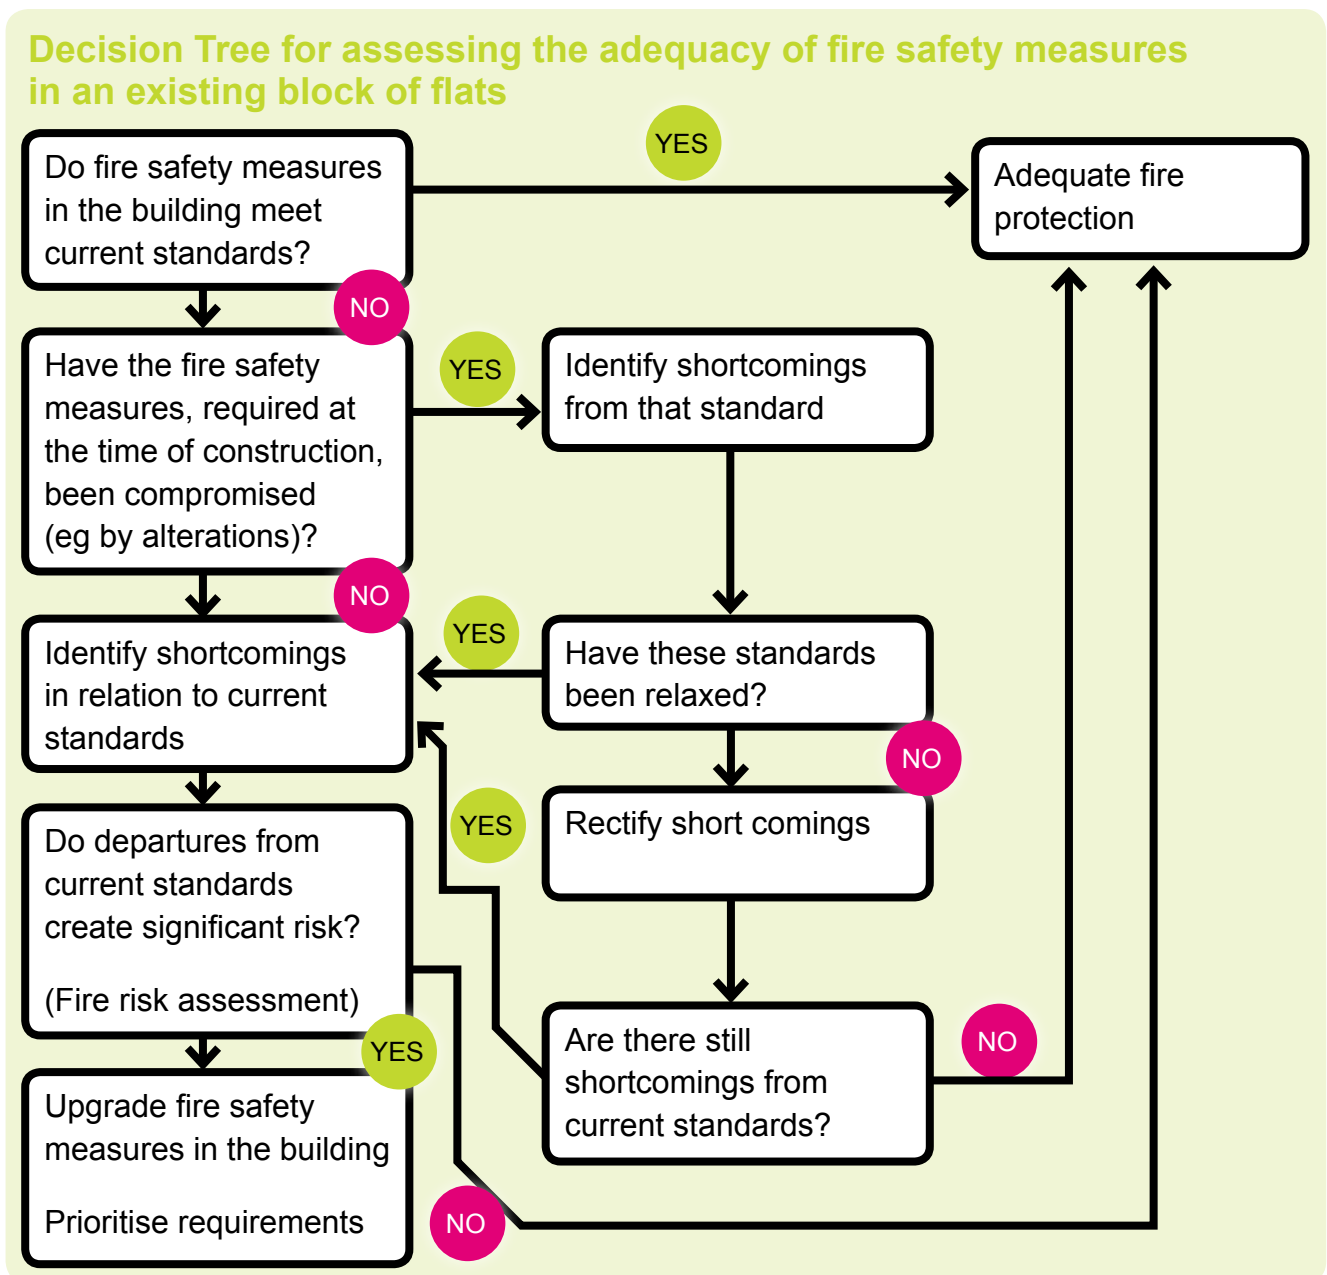 Decision Tree for assessing the adequacy of fire safety measures
in an existing block of flats
Do fire safety measures
in the building meet
current standards?
YES
Adequate fire
protection
NO
Have the fire safety
measures, required at
the time of construction,
been compromised
(eg by alterations)?
YES
Identify shortcomings
from that standard
NO
Identify shortcomings
in relation to current
standards
YES
Have these standards
been relaxed?
NO
YES
Rectify short comings
Do departures from
current standards
create significant risk?
(Fire risk assessment)
YES
Are there still
shortcomings from
current standards?
NO
Upgrade fire safety
measures in the building
Prioritise requirements
NO